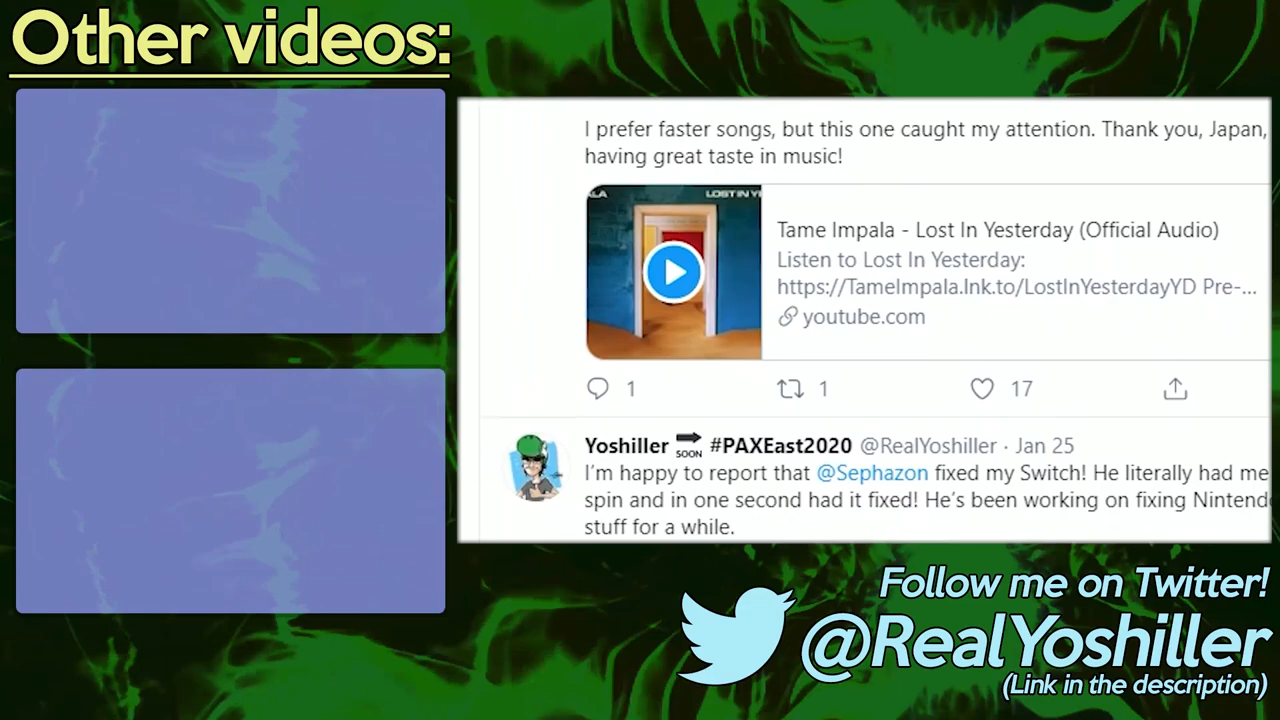 Other videos:
I prefer faster songs, but this one caught my attention. Thank you, Japan,
having great taste in music!
LA
LOST IN Y
Tame Impala - Lost In Yesterday (Official Audio)
Listen to Lost In Yesterday:
https://TameImpala.lnk.to/LostInYesterdayYD Pre-...
youtube.com
1 1 17
Yoshiller SOON #PAXEast2020 @RealYoshiller · Jan 25
I'm happy to report that @Sephazon fixed my Switch! He literally had me
spin and in one second had it fixed! He's been working on fixing Nintend
stuff for a while.
Follow me on Twitter!
@RealYoshiller
(Link in the description)